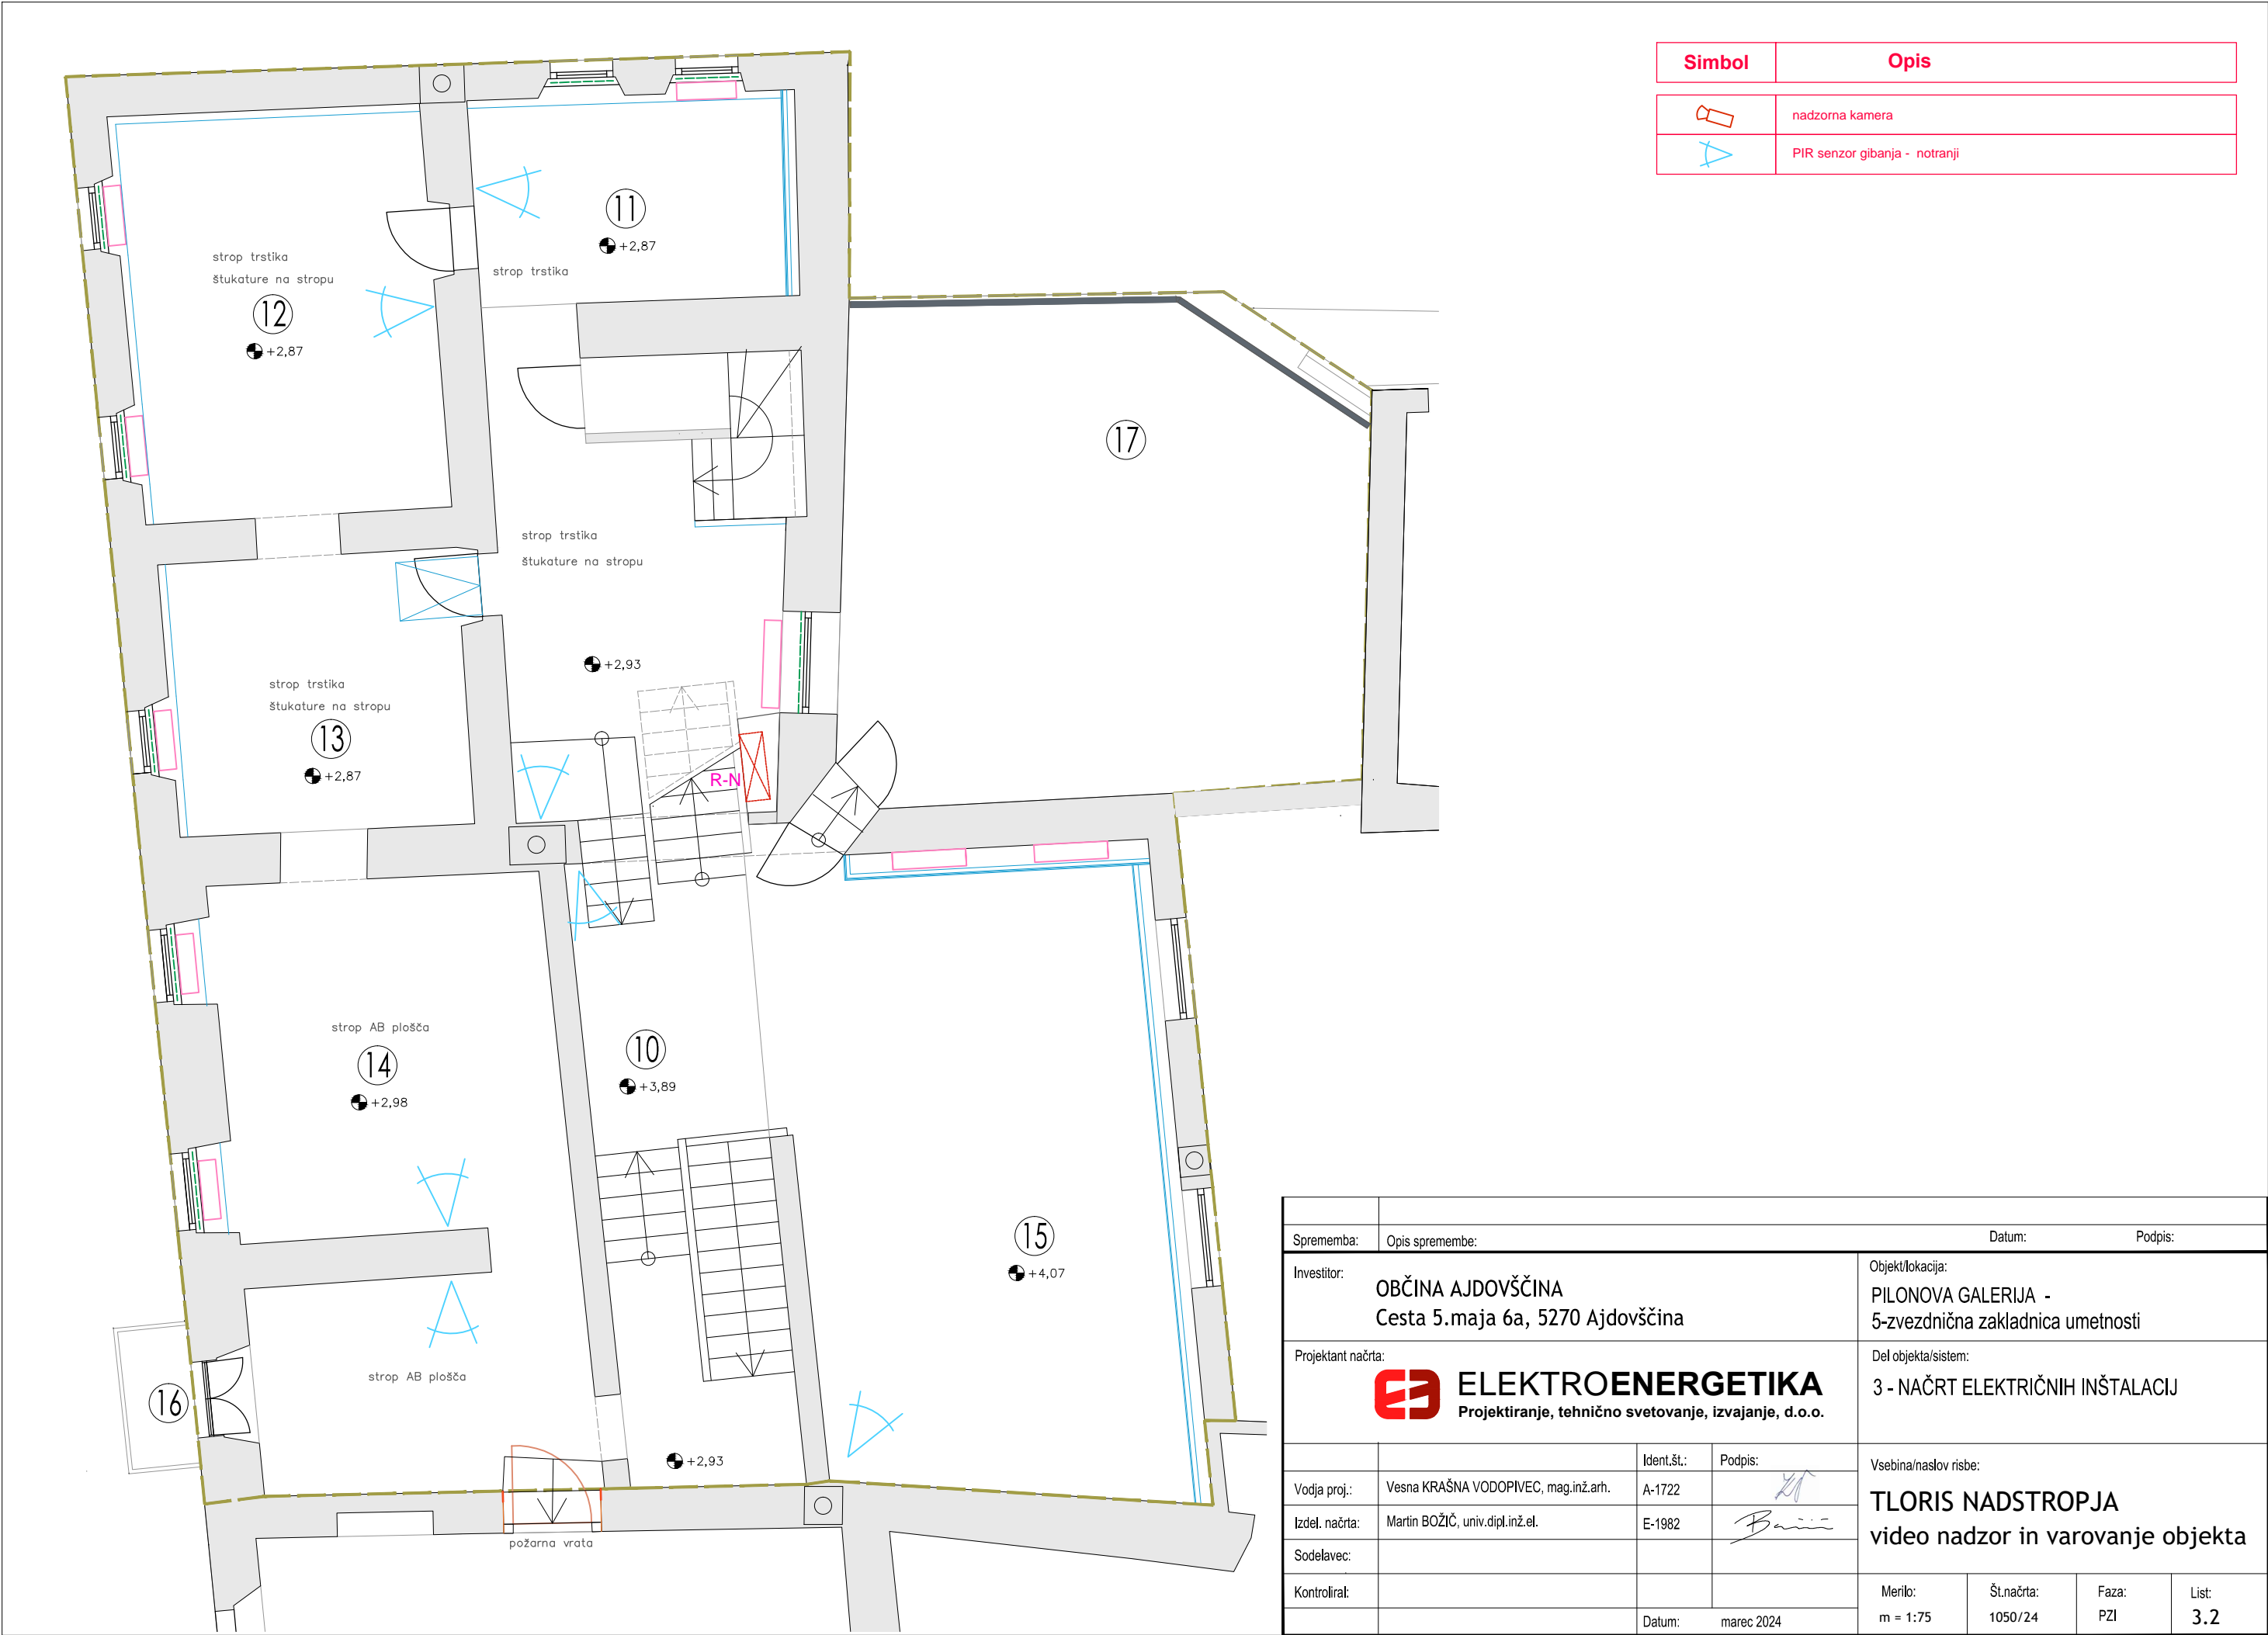 Simbol Opis
nadzorna kamera
PIR senzor gibanja - notranji
11
+2,87
strop trstika
strop trstika
štukature na stropu
12
+2,87
17
strop trstika
štukature na stropu
+2,93
strop trstika
štukature na stropu
13
+2,87
R-N
strop AB plošča
14
+2,98
10
+3,89
15
+4,07
strop AB plošča
16
+2,93
požarna vrata
Sprememba: Opis spremembe: Datum: Podpis:
Investitor:
OBČINA AJDOVŠČINA
Cesta 5.maja 6a, 5270 Ajdovščina
Objekt/lokacija:
PILONOVA GALERIJA -
5-zvezdnična zakladnica umetnosti
Projektant načrta:
ELEKTROENERGETIKA
Projektiranje, tehnično svetovanje, izvajanje, d.o.o.
Del objekta/sistem:
3 - NAČRT ELEKTRIČNIH INŠTALACIJ
Ident.št.: Podpis:
Vodja proj.: Vesna KRAŠNA VODOPIVEC, mag.inž.arh. A-1722
Izdel. načrta: Martin BOŽIČ, univ.dipl.inž.el. E-1982
Sodelavec:
Kontroliral:
Datum: marec 2024
Vsebina/naslov risbe:
TLORIS NADSTROPJA
video nadzor in varovanje objekta
Merilo: Št.načrta: Faza: List:
m = 1:75 1050/24 PZI 3.2